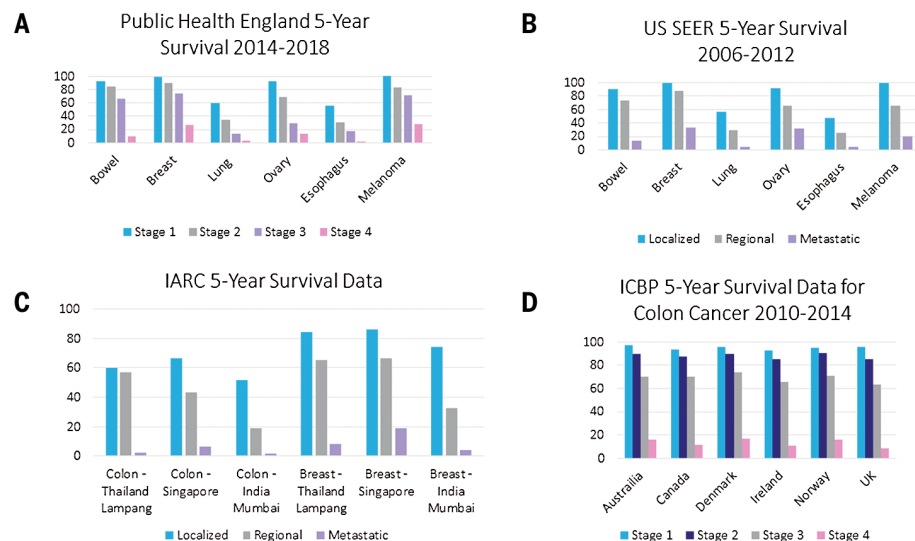 A
Public Health England 5-Year
Survival 2014-2018
100
80
60
40
20
0
Bowel
Breast
Lung
Ovary
Esophagus
Melanoma
Stage 1
Stage 2
Stage 3
Stage 4
B
US SEER 5-Year Survival
2006-2012
100
80
60
40
20
0
Bowel
Breast
Lung
Ovary
Esophagus
Melanoma
Localized
Regional
Metastatic
C
IARC 5-Year Survival Data
100
80
60
40
20
0
Colon -
Thailand
Lampang
Colon -
Singapore
Colon -
India
Mumbai
Breast -
Thailand
Lampang
Breast -
Singapore
Breast -
India
Mumbai
Localized
Regional
Metastatic
D
ICBP 5-Year Survival Data for
Colon Cancer 2010-2014
100
80
60
40
20
0
Austrailia
Canada
Denmark
Ireland
Norway
UK
Stage 1
Stage 2
Stage 3
Stage 4